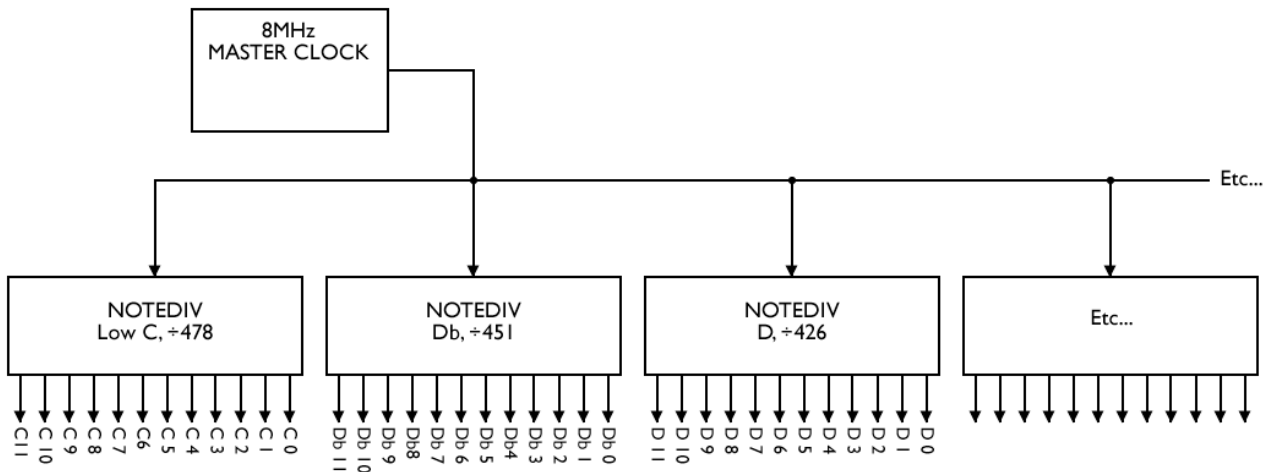 8MHz
MASTER CLOCK
Etc...
NOTEDIV
Low C, ÷478
NOTEDIV
Db, ÷451
NOTEDIV
D, ÷426
Etc...
C11
C 10
C 9
C 8
C 7
C6
C 5
C 4
C 3
C 2
C 1
C 0
Db 11
Db 10
Db 9
Db8
Db 7
Db 6
Db 5
Db4
Db 3
Db 2
Db 1
Db 0
D 11
D 10
D 9
D 8
D 7
D 6
D 5
D 4
D 3
D 2
D 1
D 0